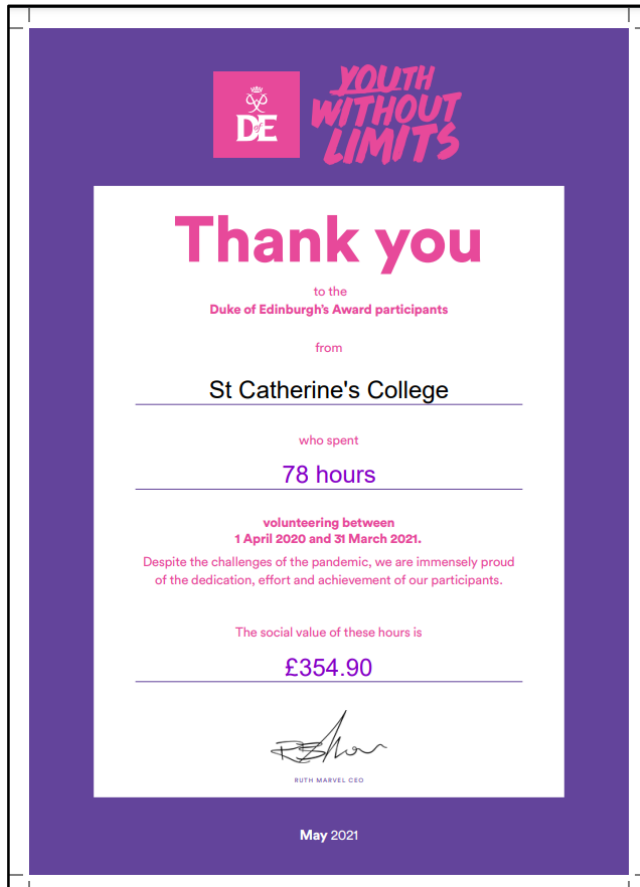 DofE
YOUTH
WITHOUT
LIMITS
Thank you
to the
Duke of Edinburgh's Award participants
from
St Catherine's College
who spent
78 hours
volunteering between
1 April 2020 and 31 March 2021.
Despite the challenges of the pandemic, we are immensely proud
of the dedication, effort and achievement of our participants.
The social value of these hours is
£354.90
RUTH MARVEL CEO
May 2021